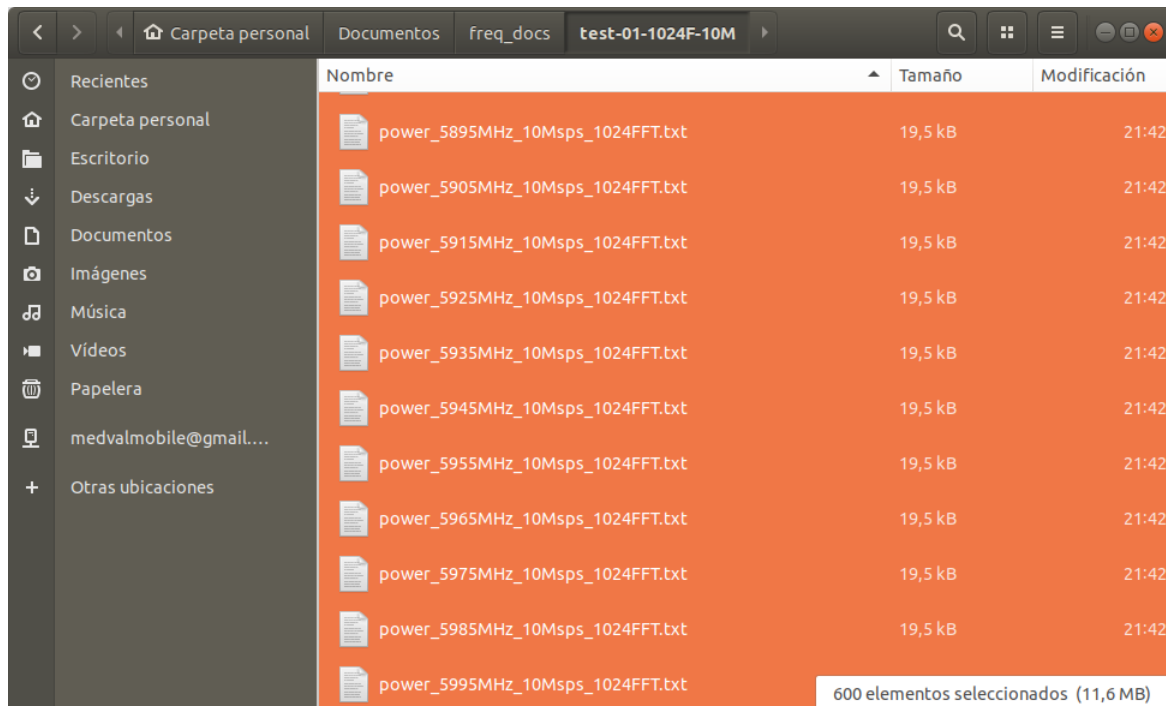 Carpeta personal Documentos freq_docs test-01-1024F-10M
Nombre Tamaño Modificación
Recientes
Carpeta personal
Escritorio
Descargas
Documentos
Imágenes
Música
Vídeos
Papelera
medvalmobile@gmail....
+ Otras ubicaciones
power_5895MHz_10Msps_1024FFT.txt 19,5 kB 21:42
power_5905MHz_10Msps_1024FFT.txt 19,5 kB 21:42
power_5915MHz_10Msps_1024FFT.txt 19,5 kB 21:42
power_5925MHz_10Msps_1024FFT.txt 19,5 kB 21:42
power_5935MHz_10Msps_1024FFT.txt 19,5 kB 21:42
power_5945MHz_10Msps_1024FFT.txt 19,5 kB 21:42
power_5955MHz_10Msps_1024FFT.txt 19,5 kB 21:42
power_5965MHz_10Msps_1024FFT.txt 19,5 kB 21:42
power_5975MHz_10Msps_1024FFT.txt 19,5 kB 21:42
power_5985MHz_10Msps_1024FFT.txt 19,5 kB 21:42
power_5995MHz_10Msps_1024FFT.txt
600 elementos seleccionados (11,6 MB)